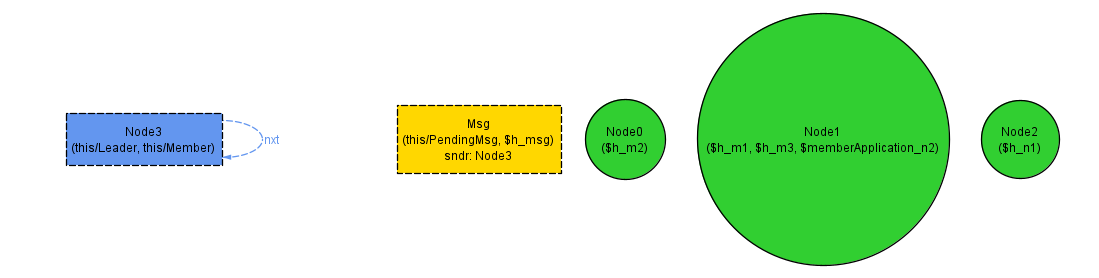 Node3
(this/Leader, this/Member)
nxt
Msg
(this/PendingMsg, $h_msg)
sndr: Node3
Node0
($h_m2)
Node1
($h_m1, $h_m3, $memberApplication_n2)
Node2
($h_n1)